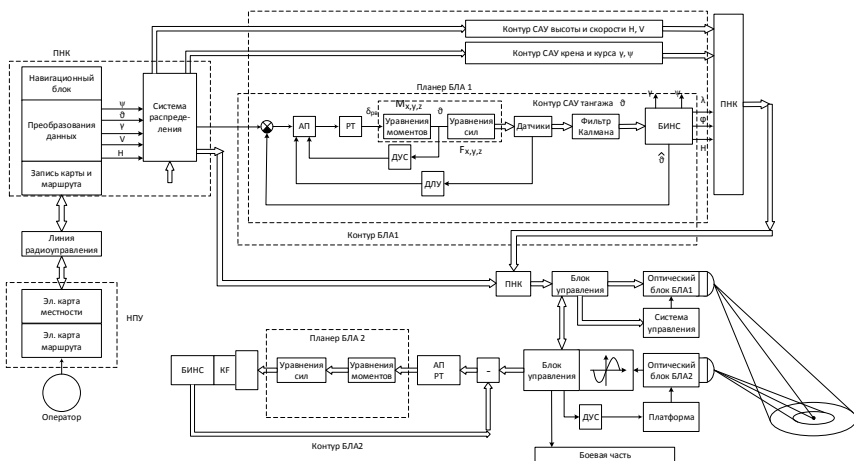 Контур САУ высоты и скорости H, V
Контур САУ крена и курса γ, ψ
ПНК
Навигационный
блок
Преобразования
данных
Запись карты и
маршрута
ψ
ϑ
γ
V
H
Система
распреде-
ления
Планер БЛА 1
Контур САУ тангажа ϑ
АП
РТ
δрв
Mx,y,z
ϑ
Уравнения
моментов
Уравнения
сил
Fx,y,z
Датчики
Фильтр
Калмана
БИНС
γ
ψ
λ
φ
H
ϑ̂
ПНК
ДУС
ДЛУ
Контур БЛА1
Линия
радиоуправления
НПУ
Эл. карта
местности
Эл. карта
маршрута
Оператор
ПНК
Блок
управления
Оптический
блок БЛА1
Система
управления
Планер БЛА 2
БИНС
KF
Уравнения
сил
Уравнения
моментов
АП
РТ
-
Блок
управления
Оптический
блок БЛА2
ДУС
Платформа
Контур БЛА2
Боевая часть